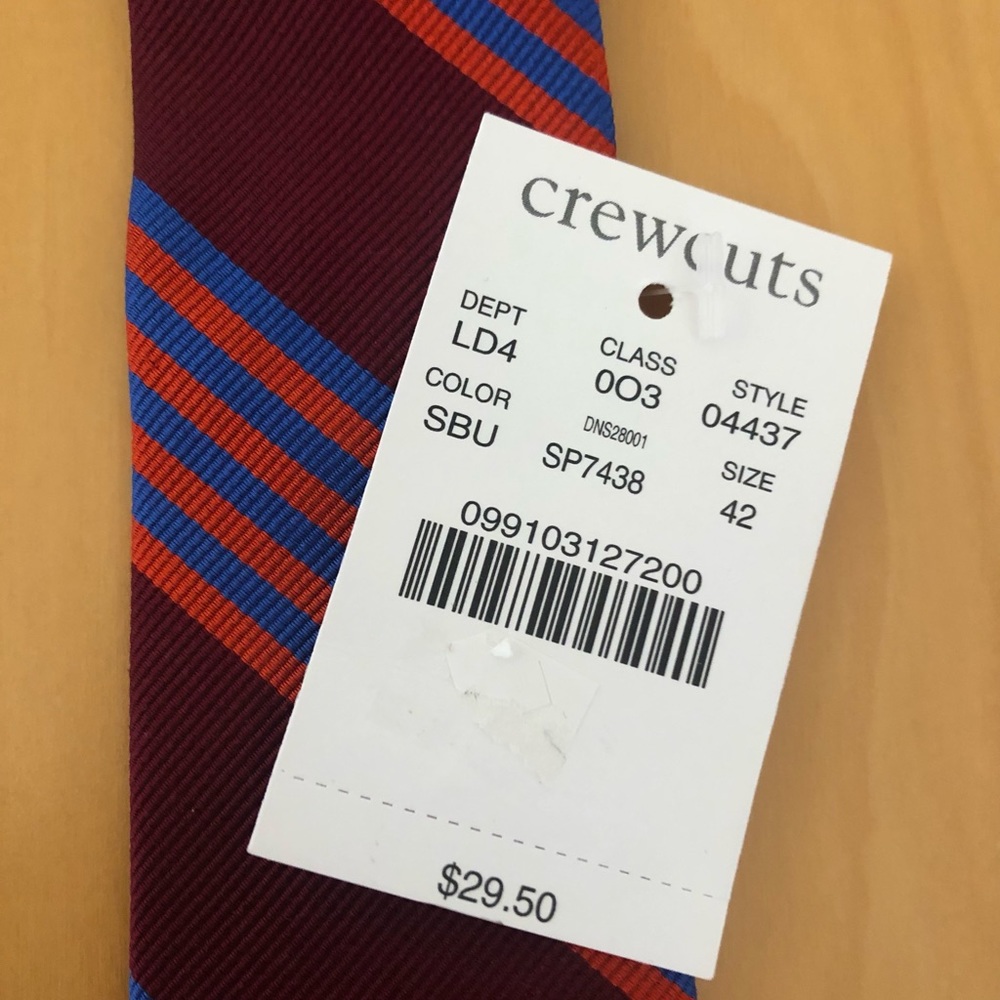 crewcuts
DEPT CLASS STYLE
LD4 0O3 04437
COLOR DNS28001 SIZE
SBU SP7438 42
099103127200
$29.50